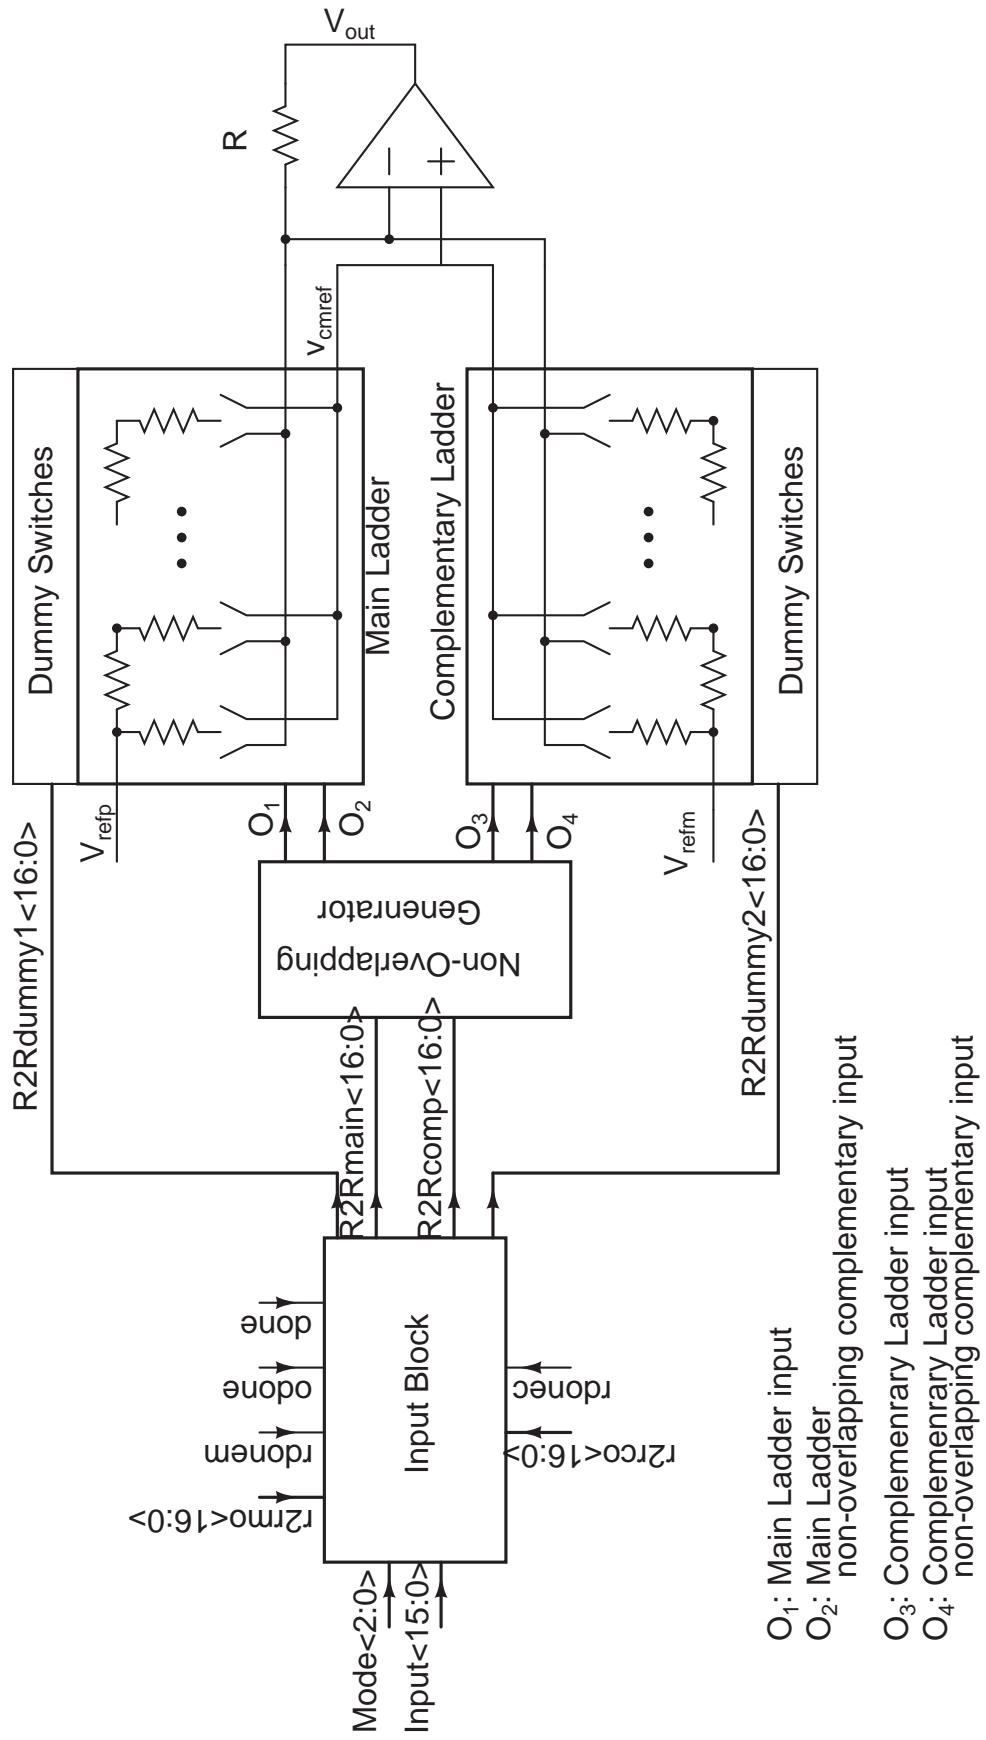 Mode<2:0>
Input<15:0>
Input Block
r2rmo<16:0>
rdonem
odone
done
r2rco<16:0>
rdonec
R2Rdummy1<16:0>
R2Rmain<16:0>
R2Rcomp<16:0>
R2Rdummy2<16:0>
Non-Overlapping
Genenrator
O1
O2
O3
O4
Vrefp
Vrefm
Dummy Switches
Main Ladder
Complementary Ladder
Dummy Switches
vcmref
R
Vout
−
+
O1: Main Ladder input
O2: Main Ladder
non-overlapping complementary input
O3: Complemenrary Ladder input
O4: Complemenrary Ladder input
non-overlapping complementary input